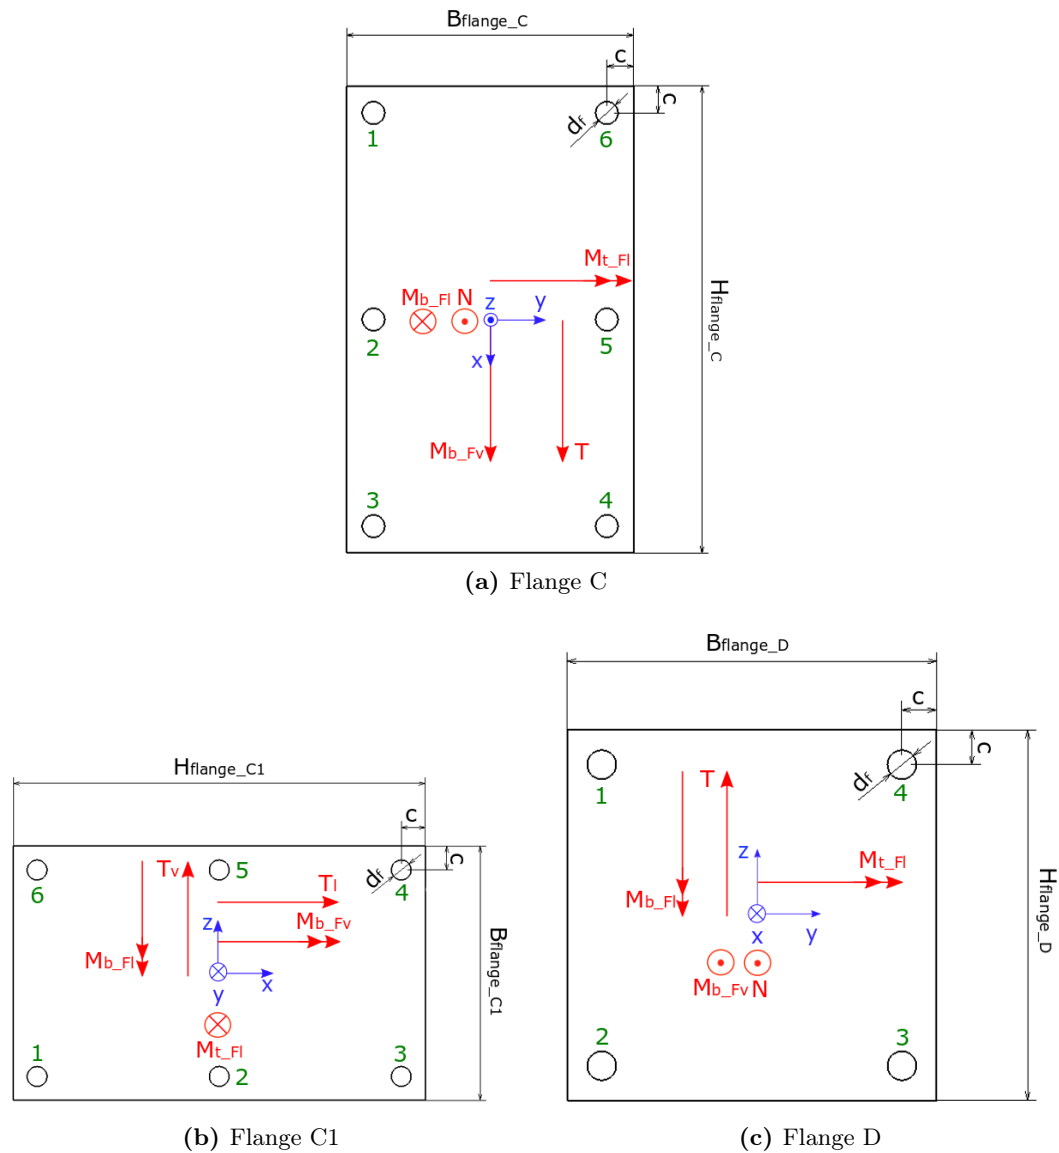 Bflange_C
c
c
df
1
6
Mt_Fl
Hflange_C
Mb_Fl N z y
2
5
x
Mb_Fv
T
3
4
(a) Flange C
Bflange_D
c
c
df
1
4
T
z
Mt_Fl
Hflange_D
Mb_Fl
x
y
Mb_Fv N
2
3
Hflange_C1
c
c
df
6
5
4
Tv
Tl
Mb_Fv
z
Mb_Fl
x
y
Bflange_C1
Mt_Fl
1
2
3
(b) Flange C1
(c) Flange D